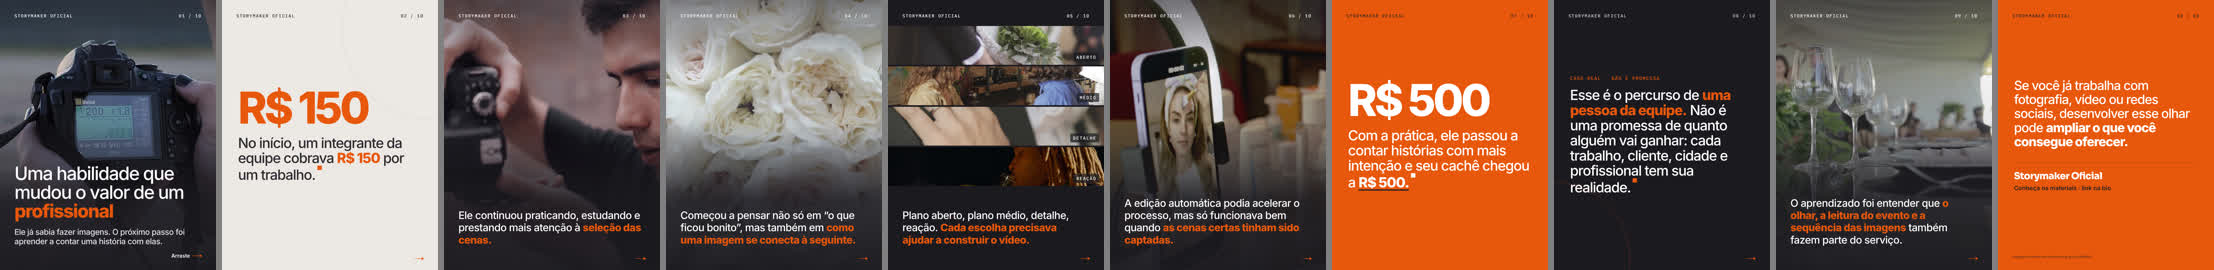 STORYMAKER OFICIAL
01 / 10
Uma habilidade que
mudou o valor de um
profissional
Ele já sabia fazer imagens. O próximo passo foi
aprender a contar uma história com elas.
Arraste →
STORYMAKER OFICIAL
02 / 10
R$ 150
No início, um integrante da
equipe cobrava R$ 150 por
um trabalho.
→
STORYMAKER OFICIAL
03 / 10
Ele continuou praticando, estudando e
prestando mais atenção à seleção das
cenas.
→
STORYMAKER OFICIAL
04 / 10
Começou a pensar não só em "o que
ficou bonito", mas também em como
uma imagem se conecta à seguinte.
→
STORYMAKER OFICIAL
05 / 10
ABERTO
MÉDIO
DETALHE
REAÇÃO
Plano aberto, plano médio, detalhe,
reação. Cada escolha precisava
ajudar a construir o vídeo.
→
STORYMAKER OFICIAL
06 / 10
A edição automática podia acelerar o
processo, mas só funcionava bem
quando as cenas certas tinham sido
captadas.
→
STORYMAKER OFICIAL
07 / 10
R$ 500
Com a prática, ele passou a
contar histórias com mais
intenção e seu cachê chegou
a R$ 500.
→
STORYMAKER OFICIAL
08 / 10
CASO REAL · NÃO É PROMESSA
Esse é o percurso de uma
pessoa da equipe. Não é
uma promessa de quanto
alguém vai ganhar: cada
trabalho, cliente, cidade e
profissional tem sua
realidade.
→
STORYMAKER OFICIAL
09 / 10
O aprendizado foi entender que o
olhar, a leitura do evento e a
sequência das imagens também
fazem parte do serviço.
→
STORYMAKER OFICIAL
10 / 10
Se você já trabalha com
fotografia, vídeo ou redes
sociais, desenvolver esse olhar
pode ampliar o que você
consegue oferecer.
Storymaker Oficial
Conheça os materiais · link na bio